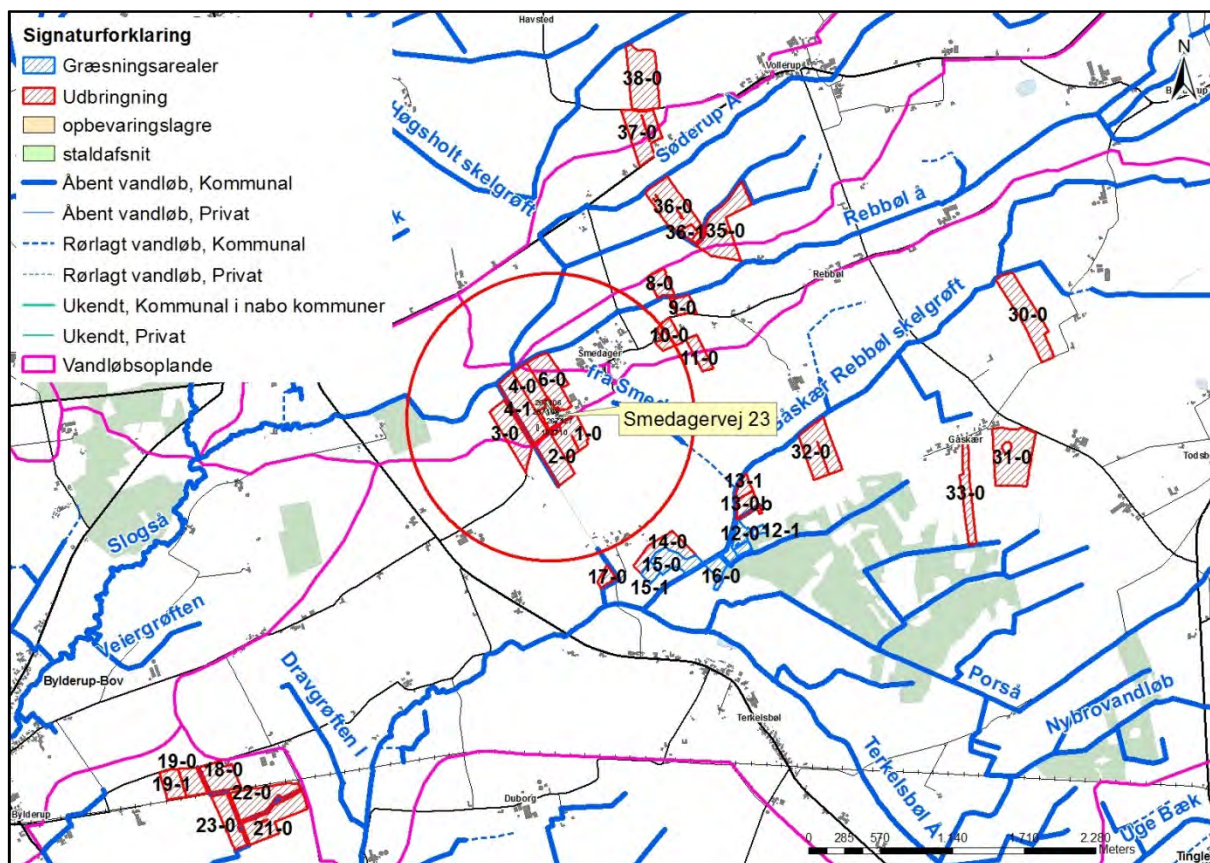 Signaturforklaring
Græsningsarealer
Udbringning
opbevaringslagre
staldafsnit
Åbent vandløb, Kommunal
Åbent vandløb, Privat
Rørlagt vandløb, Kommunal
Rørlagt vandløb, Privat
Ukendt, Kommunal i nabo kommuner
Ukendt, Privat
Vandløbsoplande
Havsted
Vollerup
N
38-0
37-0
Høgsholt skelgrøft
Søderup Å
36-0
36-1
35-0
Rebbøl å
Rebbøl
8-0
9-0
10-0
11-0
30-0
Smedager
fra Smed
Gåskær Rebbøl skelgrøft
6-0
4-0
4-1
3-0
1-0
2-0
Smedagervej 23
32-0
Gåskær
31-0
33-0
13-1
13-0b
12-0
12-1
14-0
15-0
15-1
16-0
17-0
Slogså
Veiergrøften
Bylderup-Bov
Dravgrøften I
Porså
Nybrovandløb
Terkelsbøl
Terkelsbøl Å
19-0
18-0
19-1
22-0
23-0
21-0
Bylderup
Duborg
Uge Bæk
0 285 570 1.140 1.710 2.280
Meters